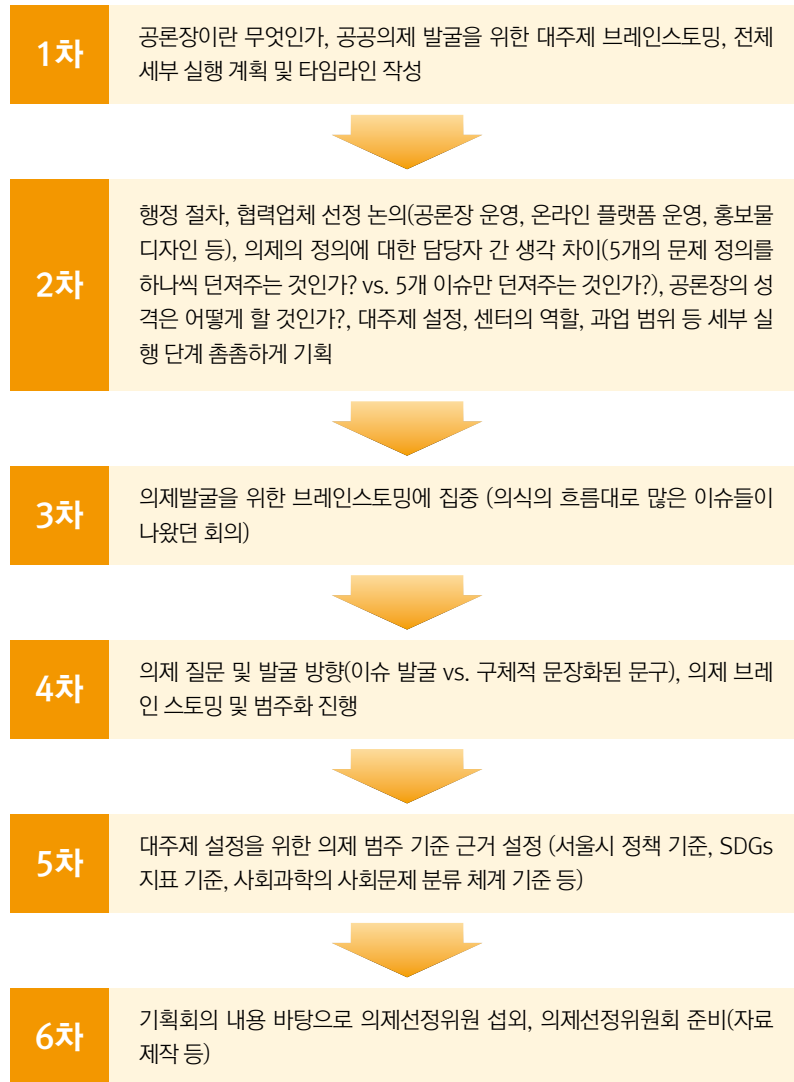 1차
공론장이란 무엇인가, 공공의제 발굴을 위한 대주제 브레인스토밍, 전체
세부 실행 계획 및 타임라인 작성
2차
행정 절차, 협력업체 선정 논의(공론장 운영, 온라인 플랫폼 운영, 홍보물
디자인 등), 의제의 정의에 대한 담당자 간 생각 차이(5개의 문제 정의를
하나씩 던져주는 것인가? vs. 5개 이슈만 던져주는 것인가?), 공론장의 성
격은 어떻게 할 것인가?, 대주제 설정, 센터의 역할, 과업 범위 등 세부 실
행 단계 촘촘하게 기획
3차
의제발굴을 위한 브레인스토밍에 집중 (의식의 흐름대로 많은 이슈들이
나왔던 회의)
4차
의제 질문 및 발굴 방향(이슈 발굴 vs. 구체적 문장화된 문구), 의제 브레
인 스토밍 및 범주화 진행
5차
대주제 설정을 위한 의제 범주 기준 근거 설정 (서울시 정책 기준, SDGs
지표 기준, 사회과학의 사회문제 분류 체계 기준 등)
6차
기획회의 내용 바탕으로 의제선정위원 섭외, 의제선정위원회 준비(자료
제작 등)